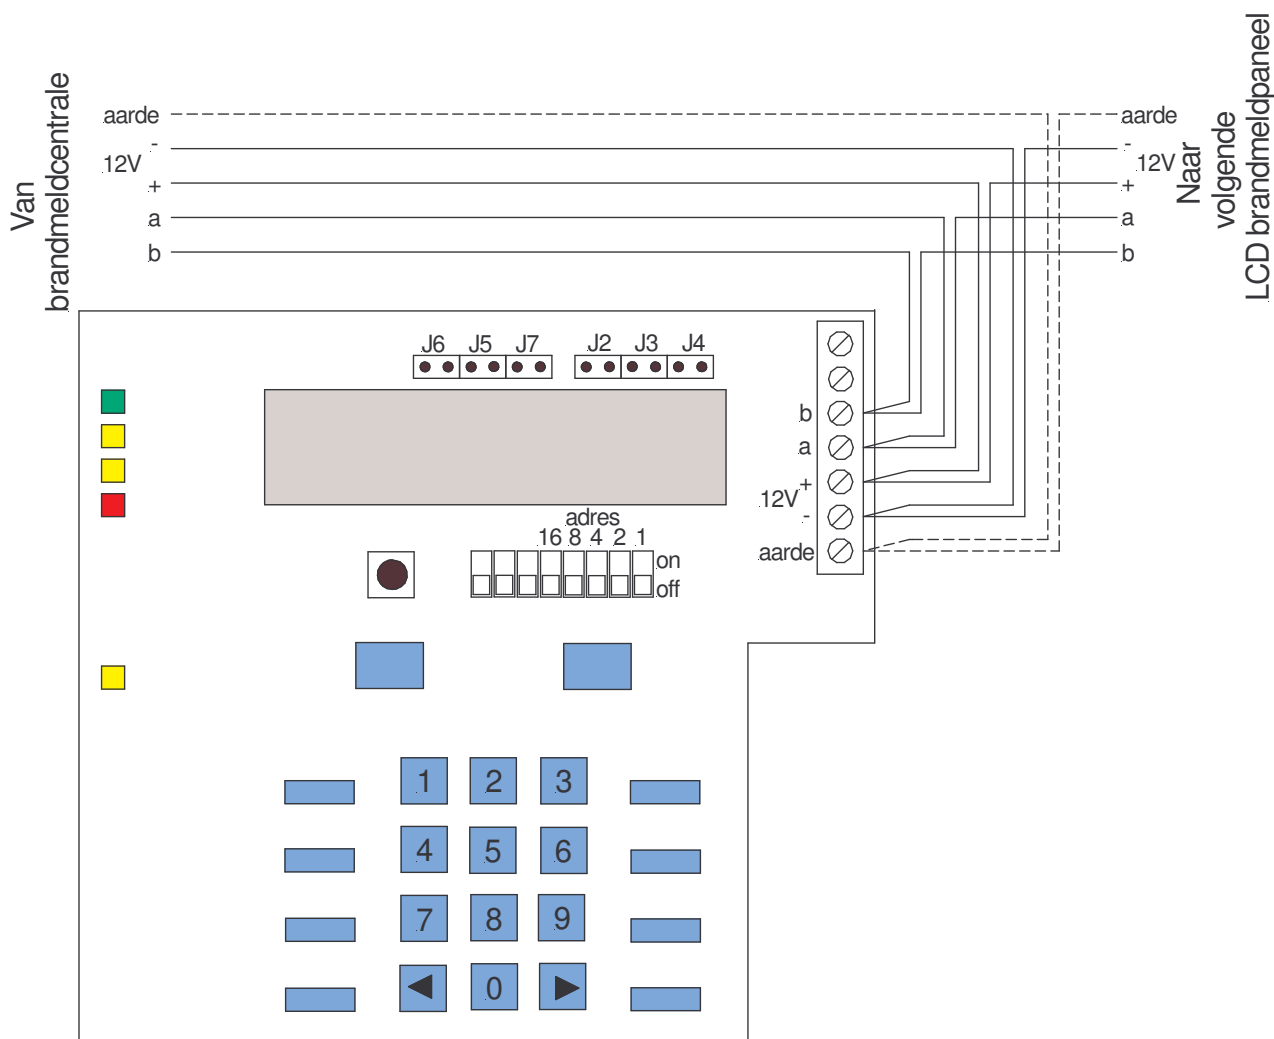 Van
brandmeldcentrale
aarde
-
12V
+
a
b
aarde
-
12V
+
a
b
Naar
volgende
LCD brandmeldpaneel
J6 J5 J7 J2 J3 J4
b
a
+
12V
-
aarde
adres
16 8 4 2 1
on
off
1 2 3
4 5 6
7 8 9
0